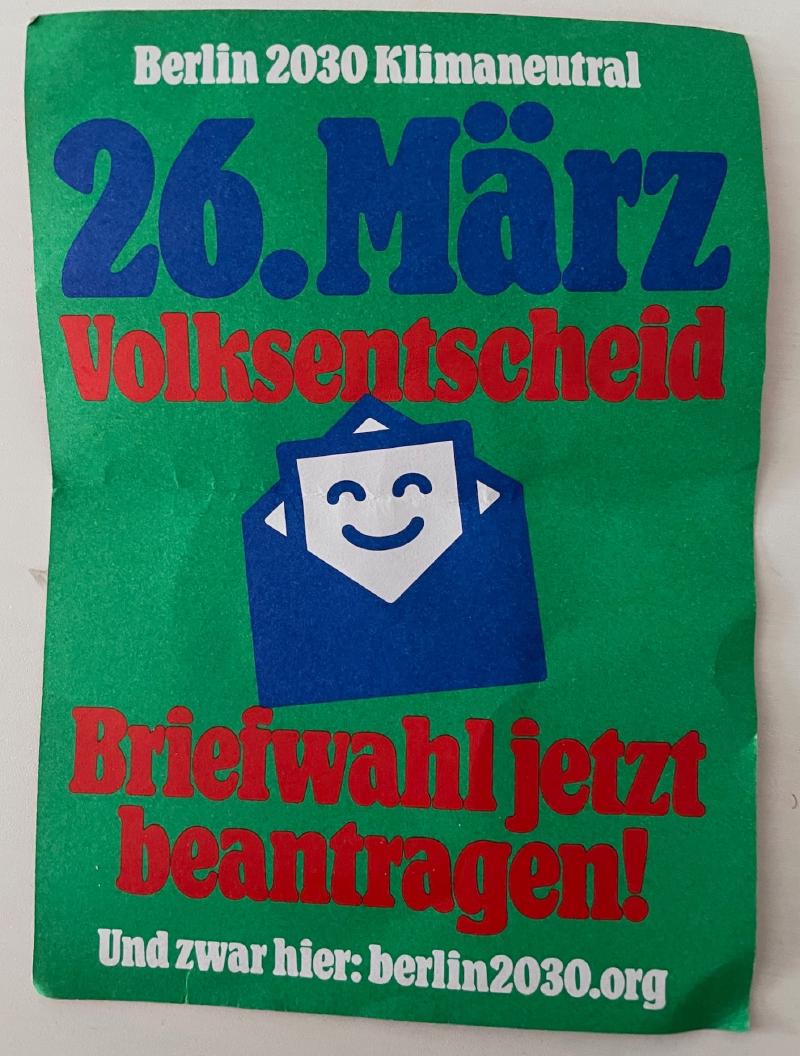 Berlin 2030 Klimaneutral
26. März
Volksentscheid
Briefwahl jetzt
beantragen!
Und zwar hier: berlin2030.org